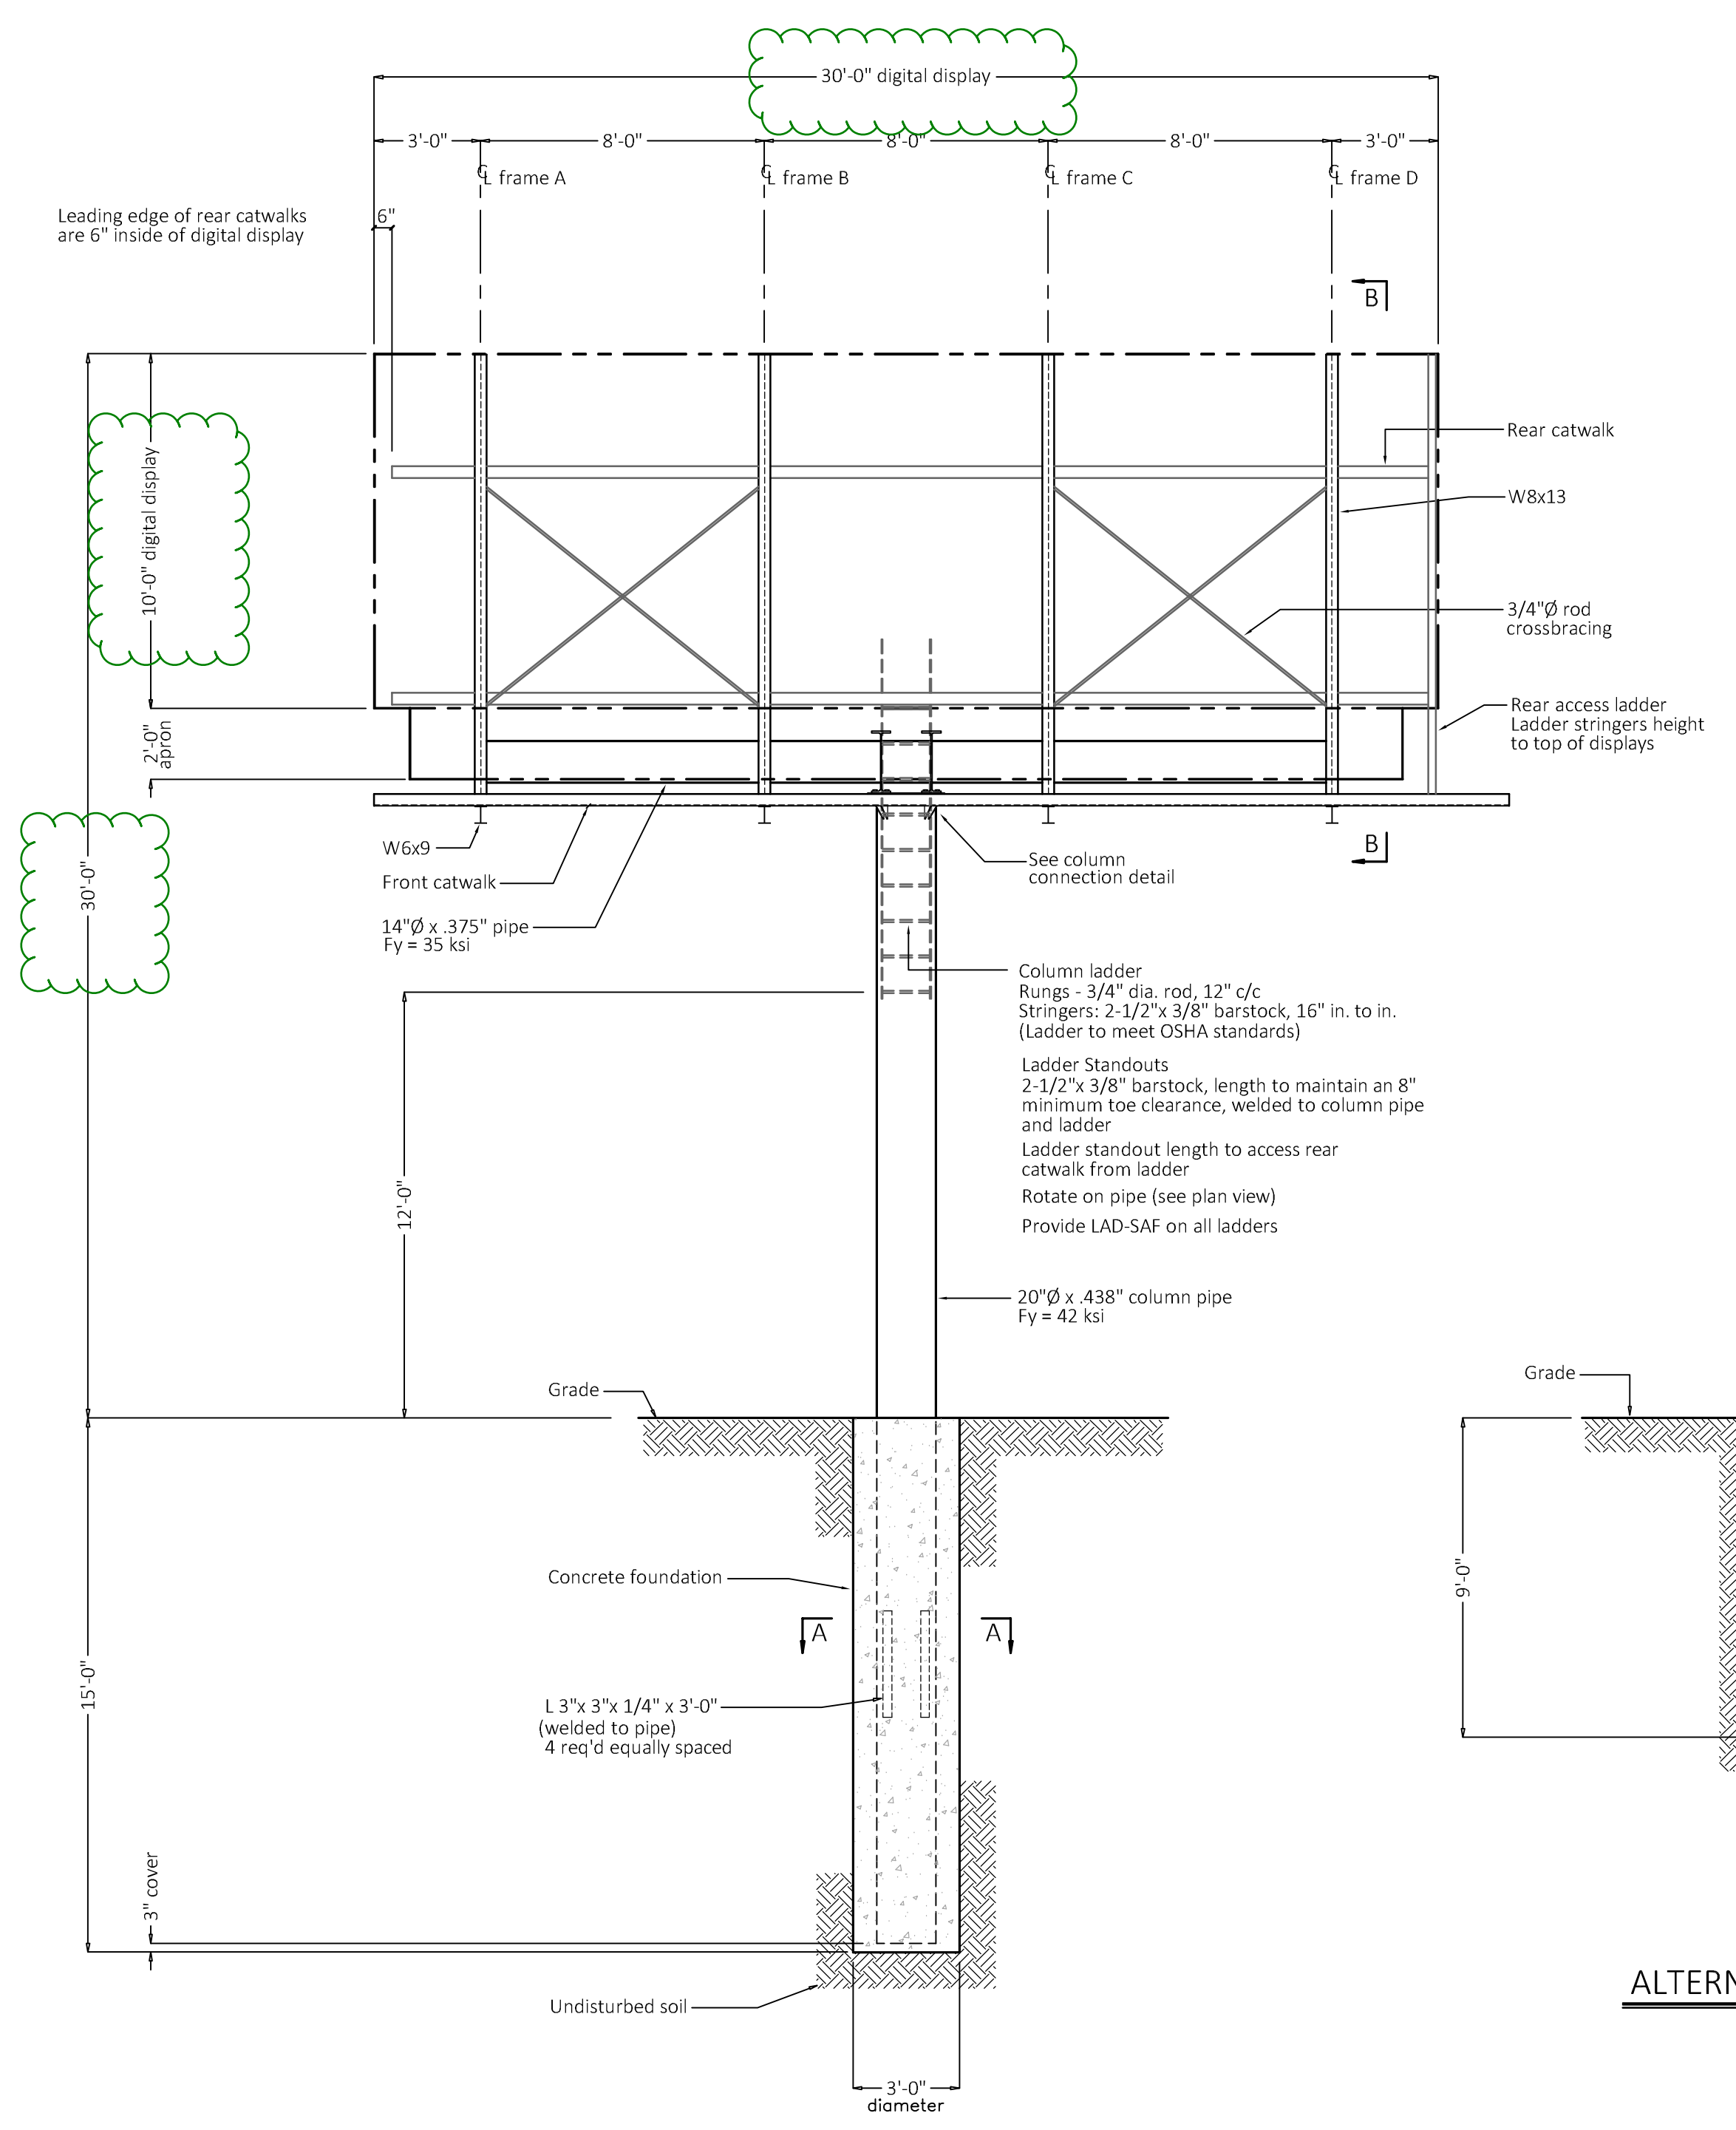 30'-0" digital display
3'-0"
8'-0"
8'-0"
8'-0"
3'-0"
CL frame A
CL frame B
CL frame C
CL frame D
Leading edge of rear catwalks
are 6" inside of digital display
6"
B
Rear catwalk
W8x13
10'-0" digital display
3/4"Ø rod
crossbracing
Rear access ladder
Ladder stringers height
to top of displays
2'-0"
apron
B
W6x9
See column
connection detail
Front catwalk
30'-0"
14"Ø x .375" pipe
Fy = 35 ksi
Column ladder
Rungs - 3/4" dia. rod, 12" c/c
Stringers: 2-1/2"x 3/8" barstock, 16" in. to in.
(Ladder to meet OSHA standards)
Ladder Standouts
2-1/2"x 3/8" barstock, length to maintain an 8"
minimum toe clearance, welded to column pipe
and ladder
Ladder standout length to access rear
catwalk from ladder
Rotate on pipe (see plan view)
Provide LAD-SAF on all ladders
12'-0"
20"Ø x .438" column pipe
Fy = 42 ksi
Grade
Grade
Concrete foundation
9'-0"
A
A
15'-0"
L 3"x 3"x 1/4" x 3'-0"
(welded to pipe)
4 req'd equally spaced
3" cover
ALTERN
Undisturbed soil
3'-0"
diameter